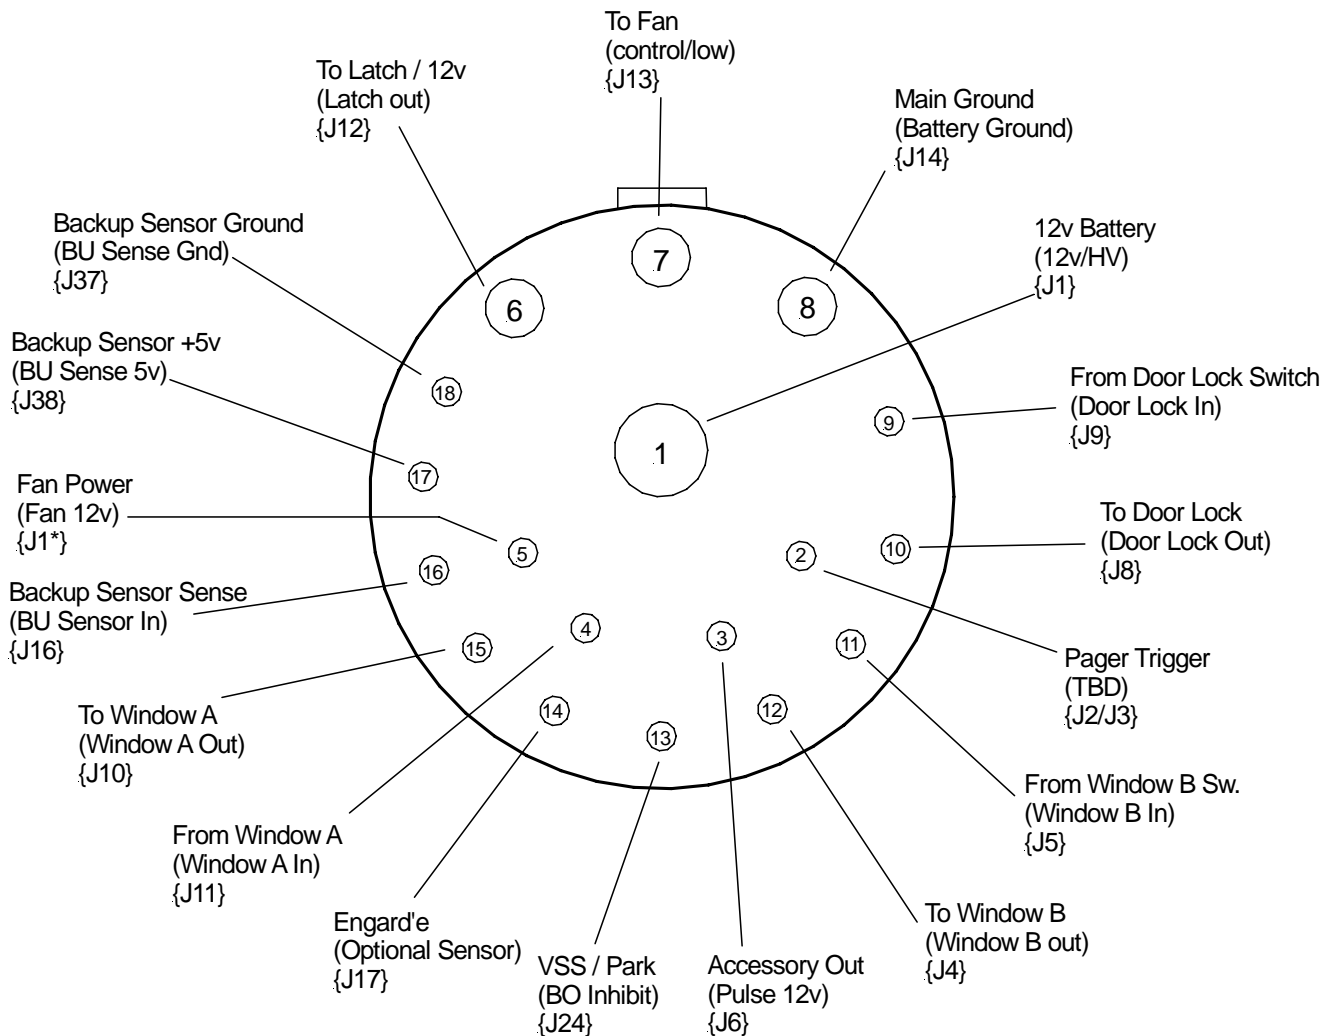 To Fan
(control/low)
{J13}
To Latch / 12v
(Latch out)
{J12}
Main Ground
(Battery Ground)
{J14}
Backup Sensor Ground
(BU Sense Gnd)
{J37}
12v Battery
(12v/HV)
{J1}
Backup Sensor +5v
(BU Sense 5v)
{J38}
From Door Lock Switch
(Door Lock In)
{J9}
Fan Power
(Fan 12v)
{J1*}
To Door Lock
(Door Lock Out)
{J8}
Backup Sensor Sense
(BU Sensor In)
{J16}
Pager Trigger
(TBD)
{J2/J3}
To Window A
(Window A Out)
{J10}
From Window B Sw.
(Window B In)
{J5}
From Window A
(Window A In)
{J11}
To Window B
(Window B out)
{J4}
Engard'e
(Optional Sensor)
{J17}
VSS / Park
(BO Inhibit)
{J24}
Accessory Out
(Pulse 12v)
{J6}
7
6
8
18
9
1
17
5
2
10
16
4
3
11
15
14
12
13